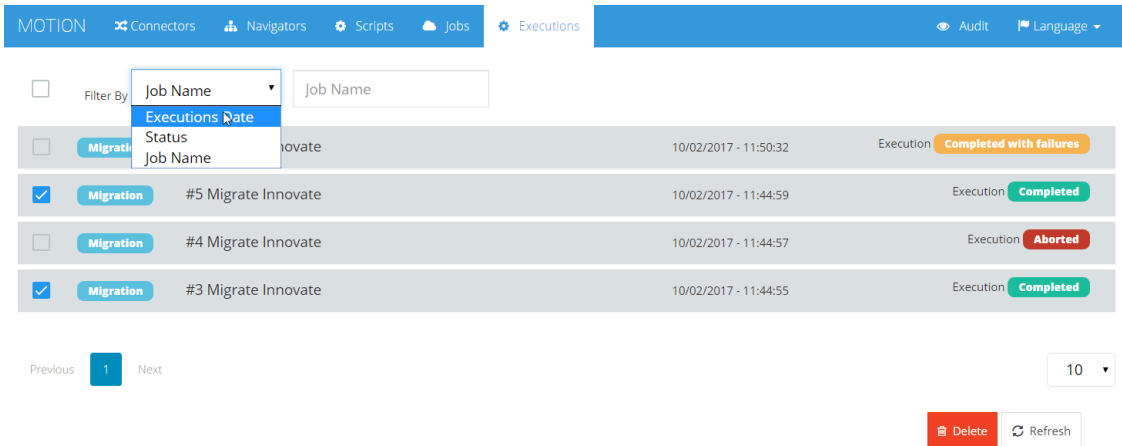 MOTION Connectors Navigators Scripts Jobs Executions Audit Language
Filter By Job Name Job Name
Executions Date
Status
Job Name
novate 10/02/2017 - 11:50:32 Execution Completed with failures
Migration #5 Migrate Innovate 10/02/2017 - 11:44:59 Execution Completed
Migration #4 Migrate Innovate 10/02/2017 - 11:44:57 Execution Aborted
Migration #3 Migrate Innovate 10/02/2017 - 11:44:55 Execution Completed
Previous 1 Next 10
Delete Refresh